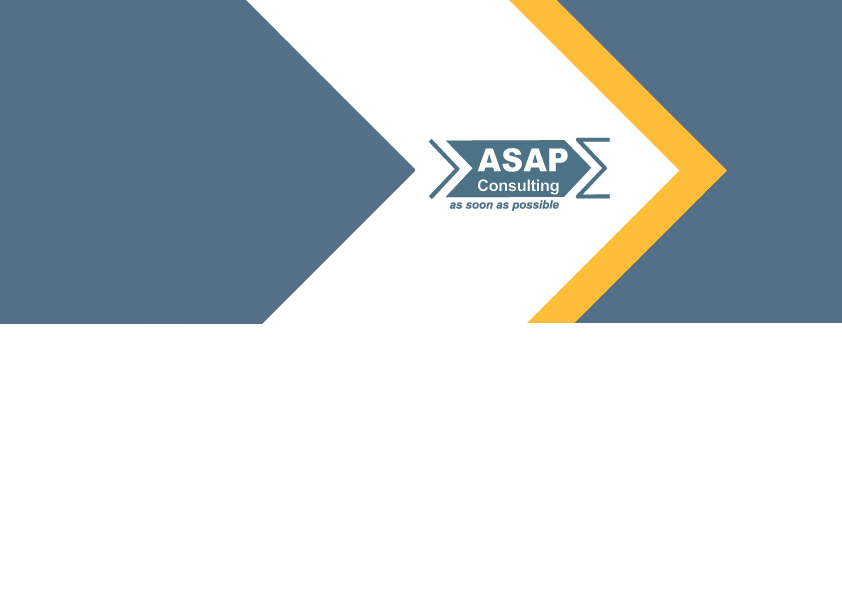 ASAP
Consulting
as soon as possible